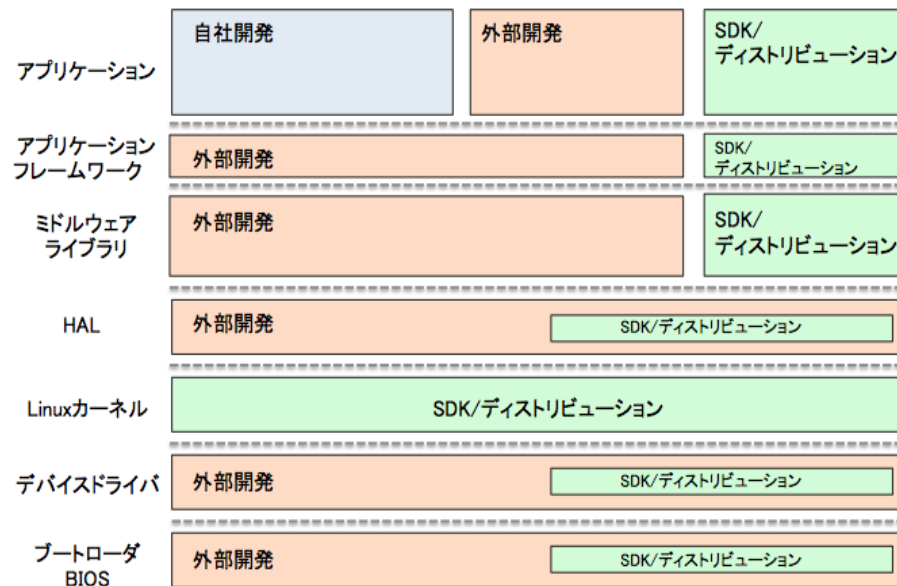 自社開発
外部開発
SDK/
ディストリビューション
アプリケーション
アプリケーション
フレームワーク
外部開発
SDK/
ディストリビューション
ミドルウェア
ライブラリ
外部開発
SDK/
ディストリビューション
HAL
外部開発
SDK/ディストリビューション
Linuxカーネル
SDK/ディストリビューション
デバイスドライバ
外部開発
SDK/ディストリビューション
ブートローダ
BIOS
外部開発
SDK/ディストリビューション